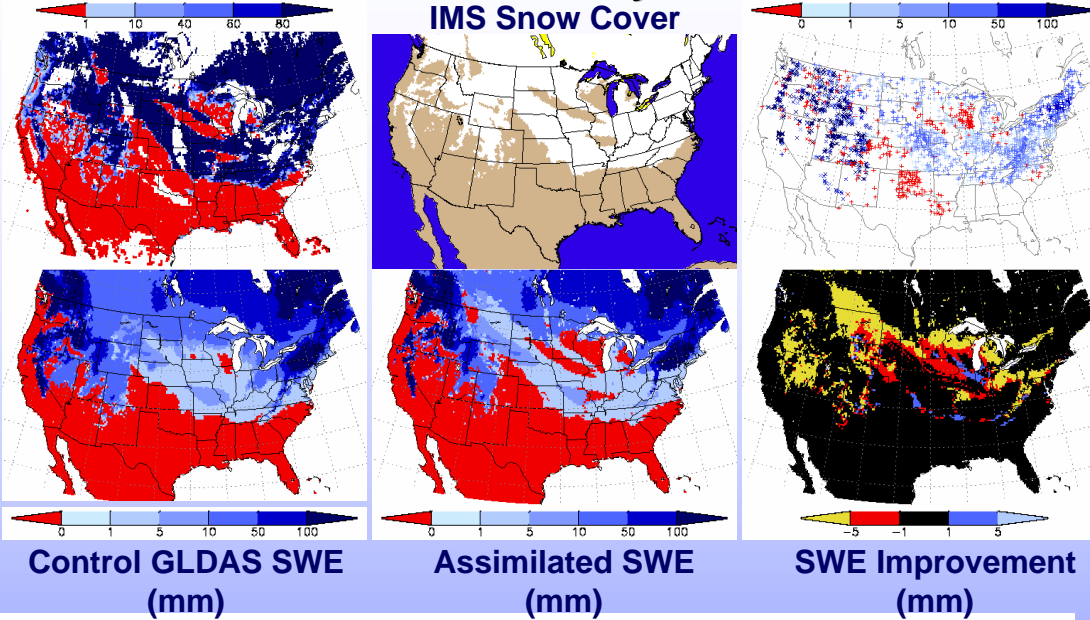 1 10 40 60 80
IMS Snow Cover
0 1 5 10 50 100
0 1 5 10 50 100
0 1 5 10 50 100
-5 -1 1 5
Control GLDAS SWE
(mm)
Assimilated SWE
(mm)
SWE Improvement
(mm)